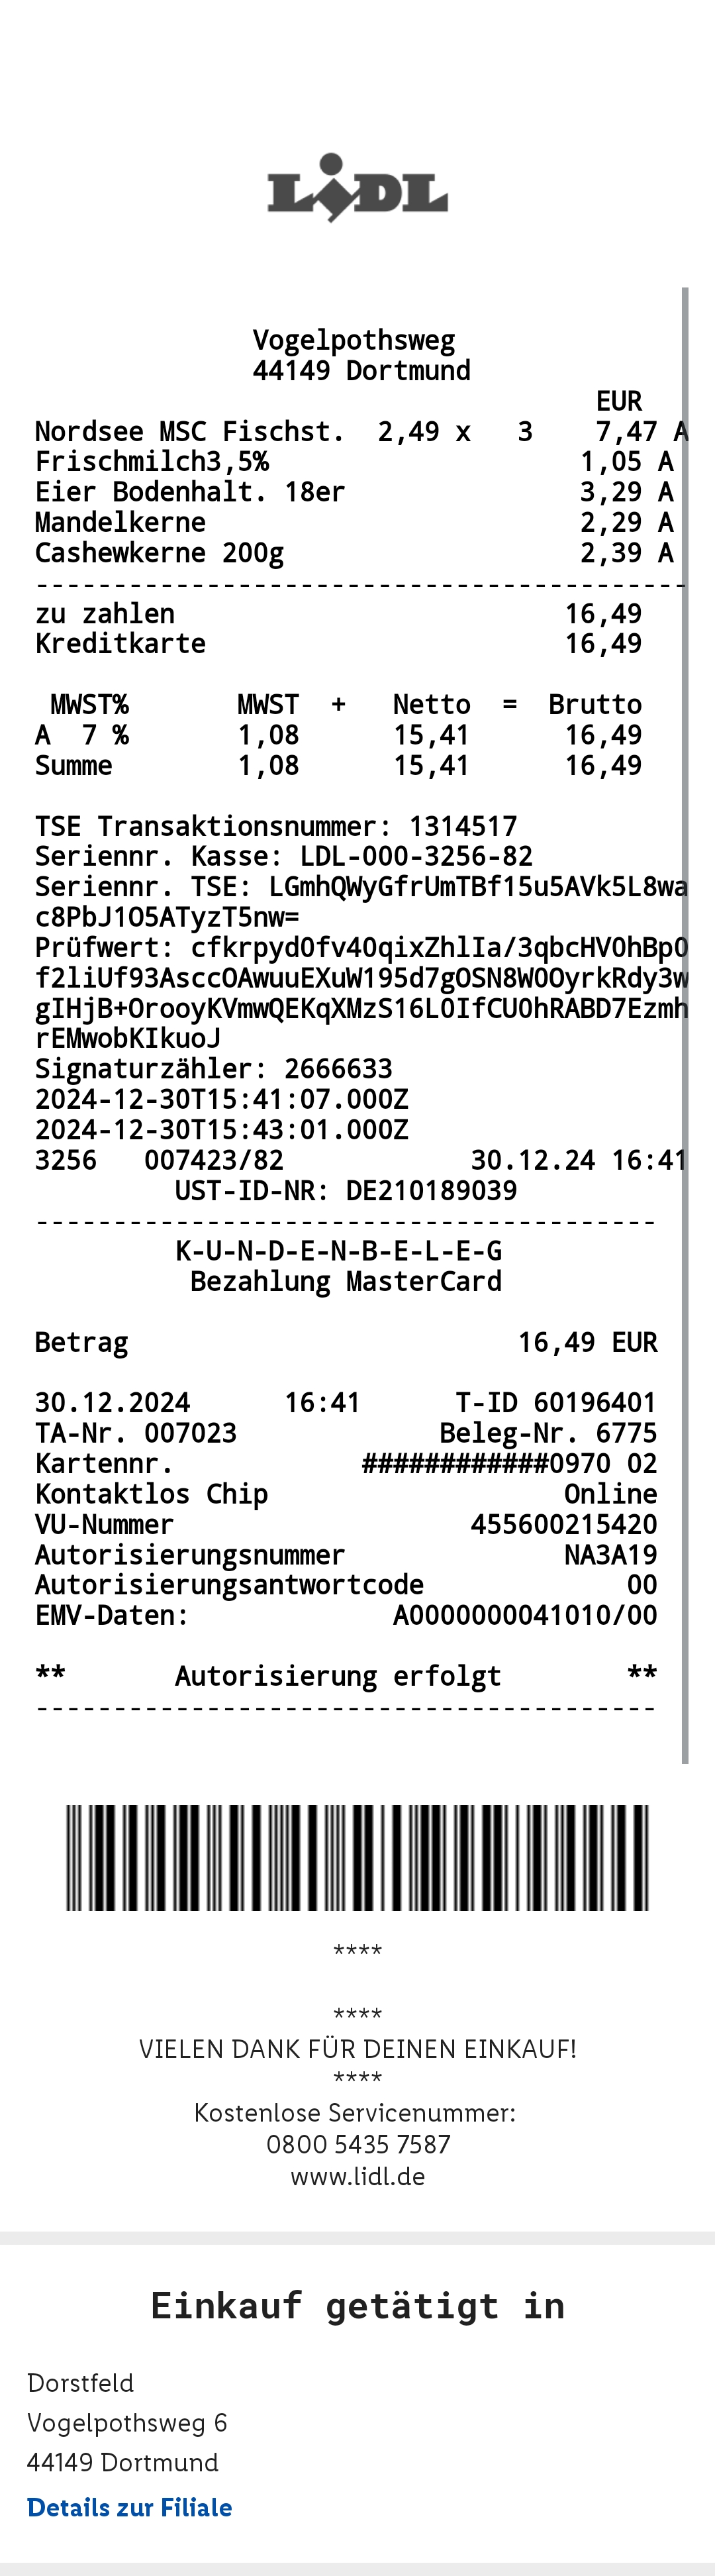 LIDL
Vogelpothsweg
44149 Dortmund
EUR
Nordsee MSC Fischst. 2,49 x 3 7,47 A
Frischmilch3,5% 1,05 A
Eier Bodenhalt. 18er 3,29 A
Mandelkerne 2,29 A
Cashewkerne 200g 2,39 A
------------------------------------------
zu zahlen 16,49
Kreditkarte 16,49
MWST% MWST + Netto = Brutto
A 7 % 1,08 15,41 16,49
Summe 1,08 15,41 16,49
TSE Transaktionsnummer: 1314517
Seriennr. Kasse: LDL-000-3256-82
Seriennr. TSE: LGmhQWyGfrUmTBf15u5AVk5L8wa
c8PbJ1O5ATyzT5nw=
Prüfwert: cfkrpyd0fv40qixZhlIa/3qbcHV0hBp0
f2liUf93AsccOAwuuEXuW195d7gOSN8W0OyrkRdy3w
gIHjB+OrooyKVmwQEKqXMzS16L0IfCU0hRABD7Ezmh
rEMwobKIkuoJ
Signaturzähler: 2666633
2024-12-30T15:41:07.000Z
2024-12-30T15:43:01.000Z
3256 007423/82 30.12.24 16:41
UST-ID-NR: DE210189039
----------------------------------------
K-U-N-D-E-N-B-E-L-E-G
Bezahlung MasterCard
Betrag 16,49 EUR
30.12.2024 16:41 T-ID 60196401
TA-Nr. 007023 Beleg-Nr. 6775
Kartennr. ############0970 02
Kontaktlos Chip Online
VU-Nummer 455600215420
Autorisierungsnummer NA3A19
Autorisierungsantwortcode 00
EMV-Daten: A0000000041010/00
** Autorisierung erfolgt **
----------------------------------------
****
****
VIELEN DANK FÜR DEINEN EINKAUF!
****
Kostenlose Servicenummer:
0800 5435 7587
www.lidl.de
Einkauf getätigt in
Dorstfeld
Vogelpothsweg 6
44149 Dortmund
Details zur Filiale